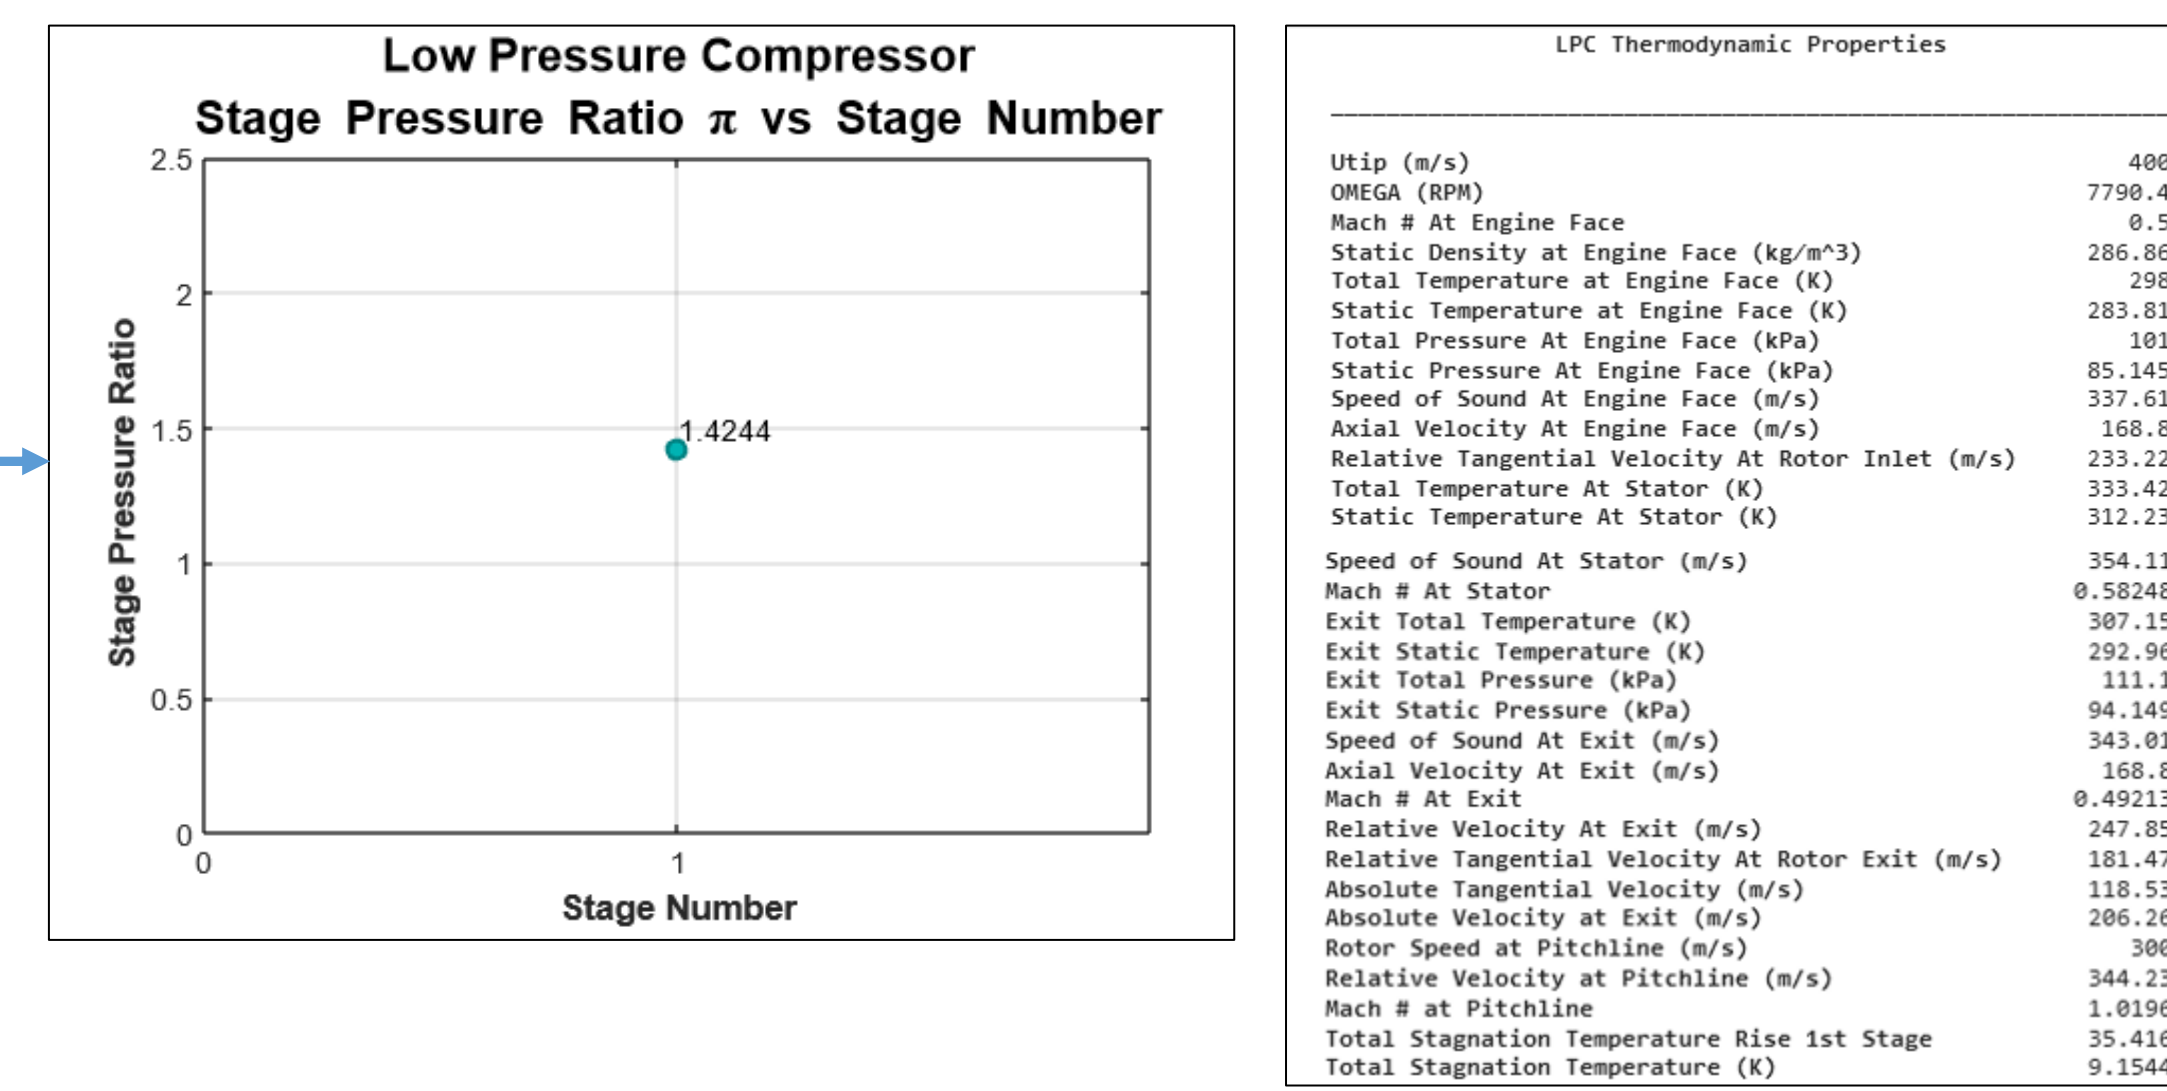 Low Pressure Compressor
Stage Pressure Ratio π vs Stage Number
2.5
2
1.5
1
0.5
0
Stage Pressure Ratio
1.4244
0 1
Stage Number
LPC Thermodynamic Properties
Utip (m/s) 400
OMEGA (RPM) 7790.4
Mach # At Engine Face 0.5
Static Density at Engine Face (kg/m^3) 286.86
Total Temperature at Engine Face (K) 298
Static Temperature at Engine Face (K) 283.81
Total Pressure At Engine Face (kPa) 101
Static Pressure At Engine Face (kPa) 85.145
Speed of Sound At Engine Face (m/s) 337.61
Axial Velocity At Engine Face (m/s) 168.8
Relative Tangential Velocity At Rotor Inlet (m/s) 233.22
Total Temperature At Stator (K) 333.42
Static Temperature At Stator (K) 312.23
Speed of Sound At Stator (m/s) 354.11
Mach # At Stator 0.58248
Exit Total Temperature (K) 307.15
Exit Static Temperature (K) 292.96
Exit Total Pressure (kPa) 111.1
Exit Static Pressure (kPa) 94.149
Speed of Sound At Exit (m/s) 343.01
Axial Velocity At Exit (m/s) 168.8
Mach # At Exit 0.49213
Relative Velocity At Exit (m/s) 247.85
Relative Tangential Velocity At Rotor Exit (m/s) 181.47
Absolute Tangential Velocity (m/s) 118.53
Absolute Velocity at Exit (m/s) 206.26
Rotor Speed at Pitchline (m/s) 300
Relative Velocity at Pitchline (m/s) 344.23
Mach # at Pitchline 1.0196
Total Stagnation Temperature Rise 1st Stage 35.416
Total Stagnation Temperature (K) 9.1544